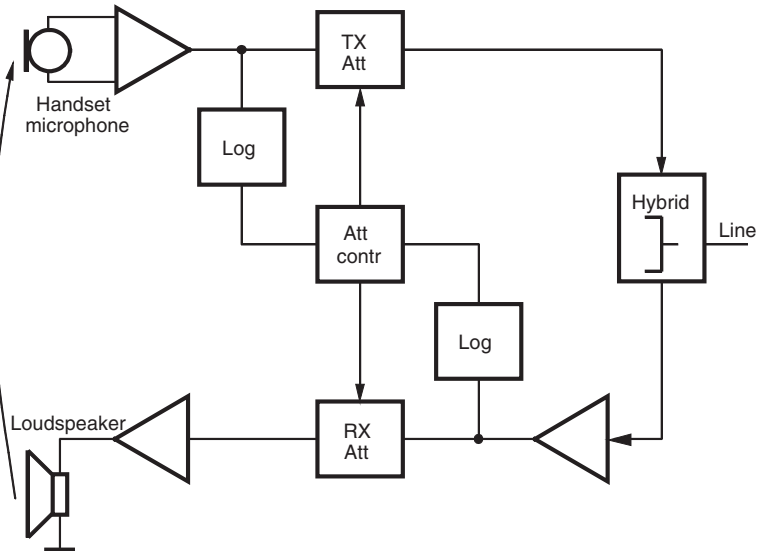 TX
Att
Handset
microphone
Log
Hybrid
Att
contr
Line
Log
Loudspeaker
RX
Att